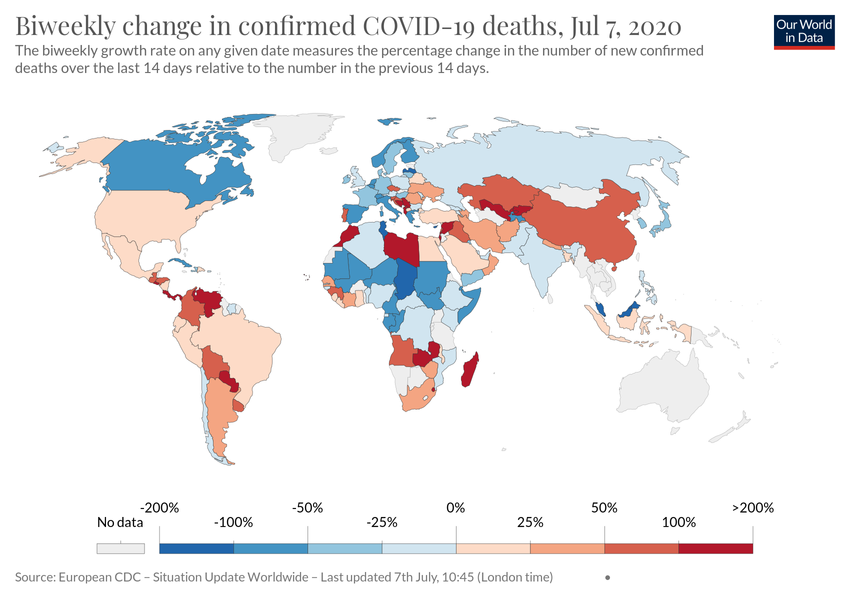 Biweekly change in confirmed COVID-19 deaths, Jul 7, 2020
Our World
in Data
The biweekly growth rate on any given date measures the percentage change in the number of new confirmed
deaths over the last 14 days relative to the number in the previous 14 days.
-200% -50% 0% 50% >200%
No data -100% -25% 25% 100%
Source: European CDC – Situation Update Worldwide – Last updated 7th July, 10:45 (London time) •